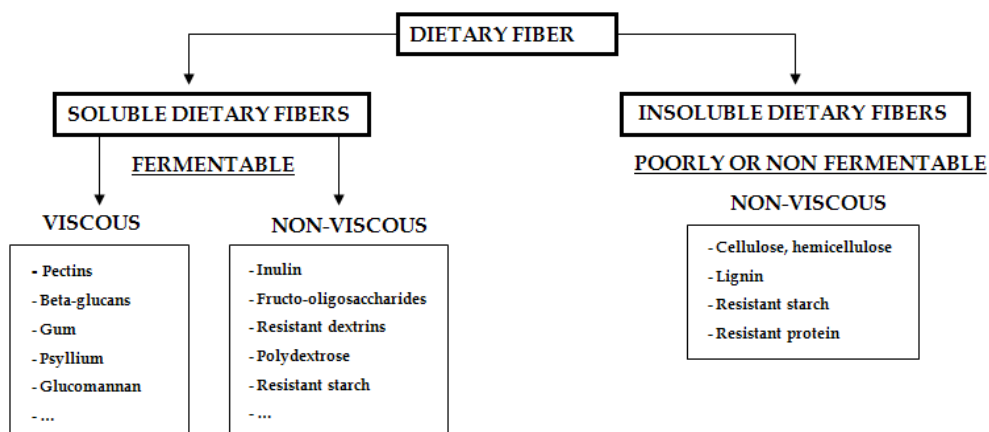 DIETARY FIBER
SOLUBLE DIETARY FIBERS
FERMENTABLE
VISCOUS
- Pectins
- Beta-glucans
- Gum
- Psyllium
- Glucomannan
- ...
NON-VISCOUS
- Inulin
- Fructo-oligosaccharides
- Resistant dextrins
- Polydextrose
- Resistant starch
- ...
INSOLUBLE DIETARY FIBERS
POORLY OR NON FERMENTABLE
NON-VISCOUS
- Cellulose, hemicellulose
- Lignin
- Resistant starch
- Resistant protein